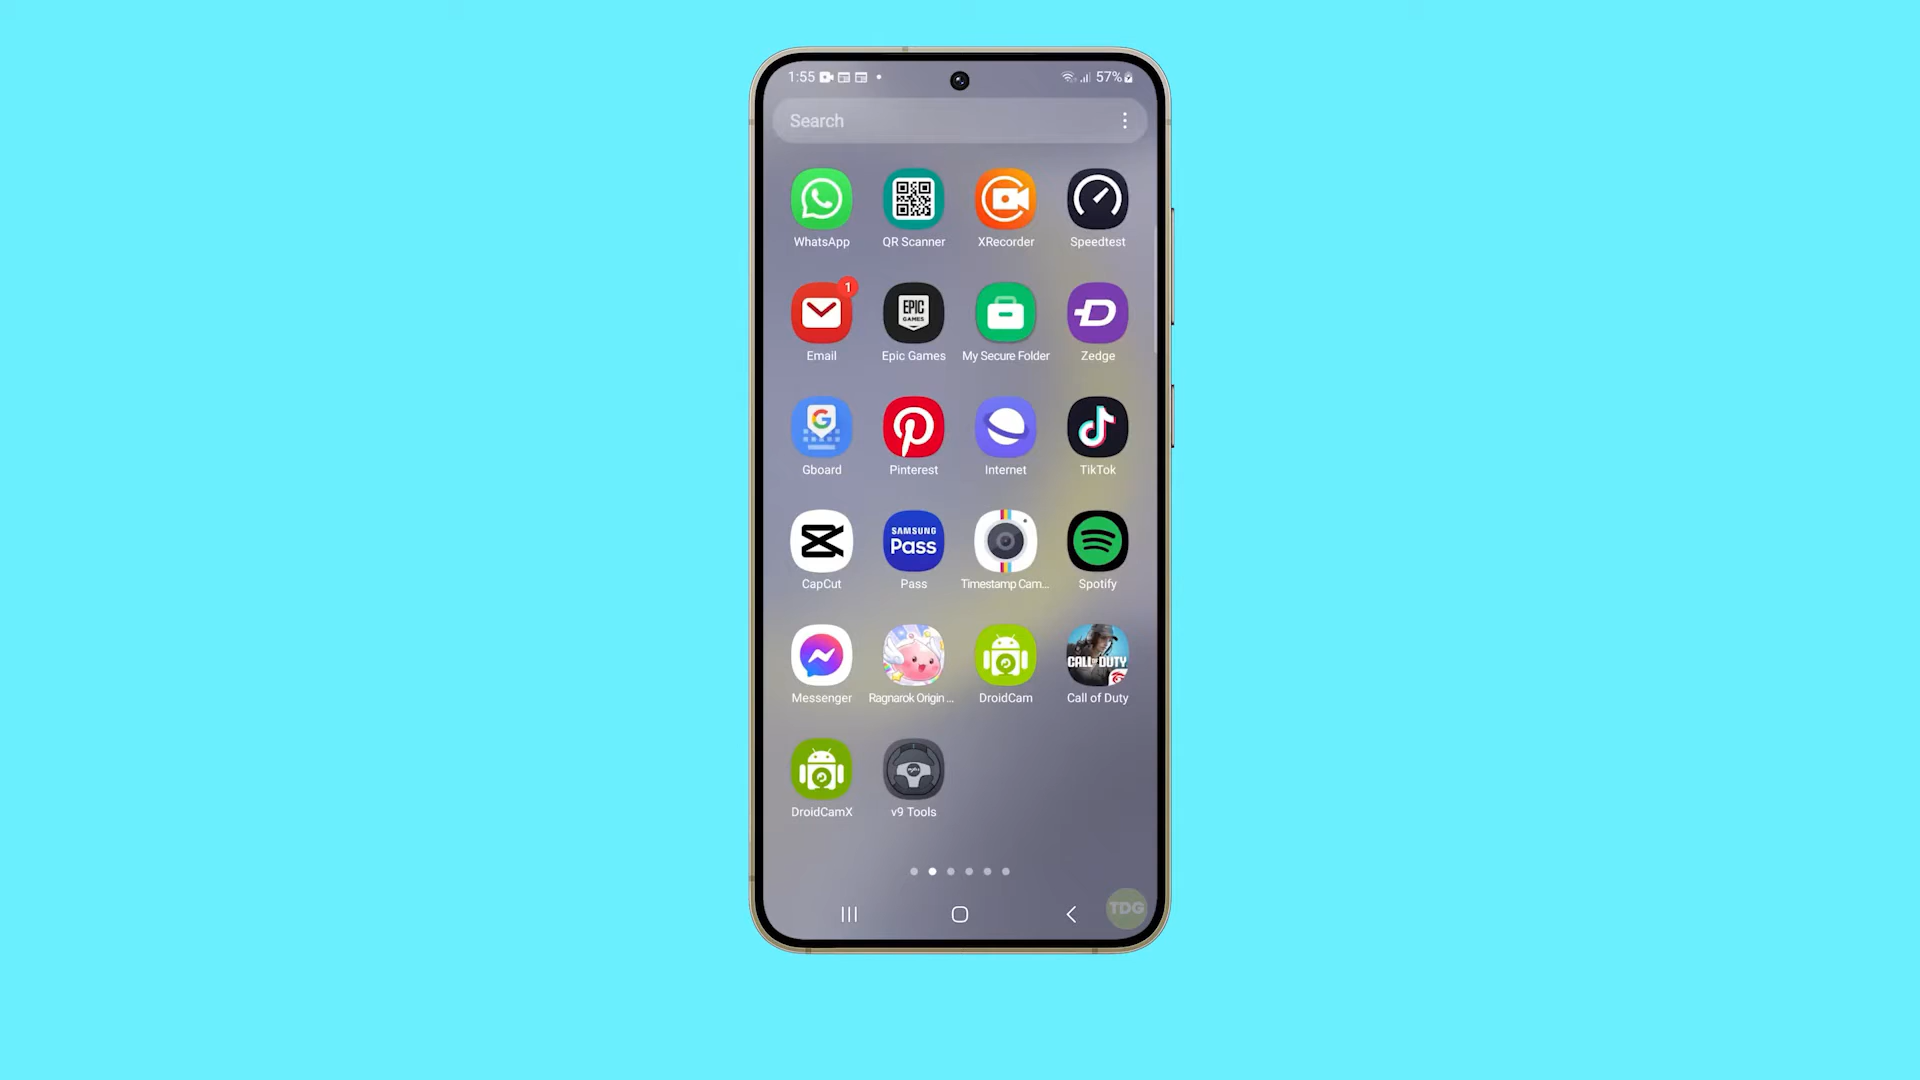 1:55
57%
Search
WhatsApp
QR Scanner
XRecorder
Speedtest
1
EPIC
GAMES
Email
Epic Games
My Secure Folder
Zedge
G
Gboard
Pinterest
Internet
TikTok
SAMSUNG
Pass
CapCut
Pass
Timestamp Cam...
Spotify
CALL OF DUTY
Messenger
Ragnarok Origin ...
DroidCam
Call of Duty
DroidCamX
v9 Tools
TDG